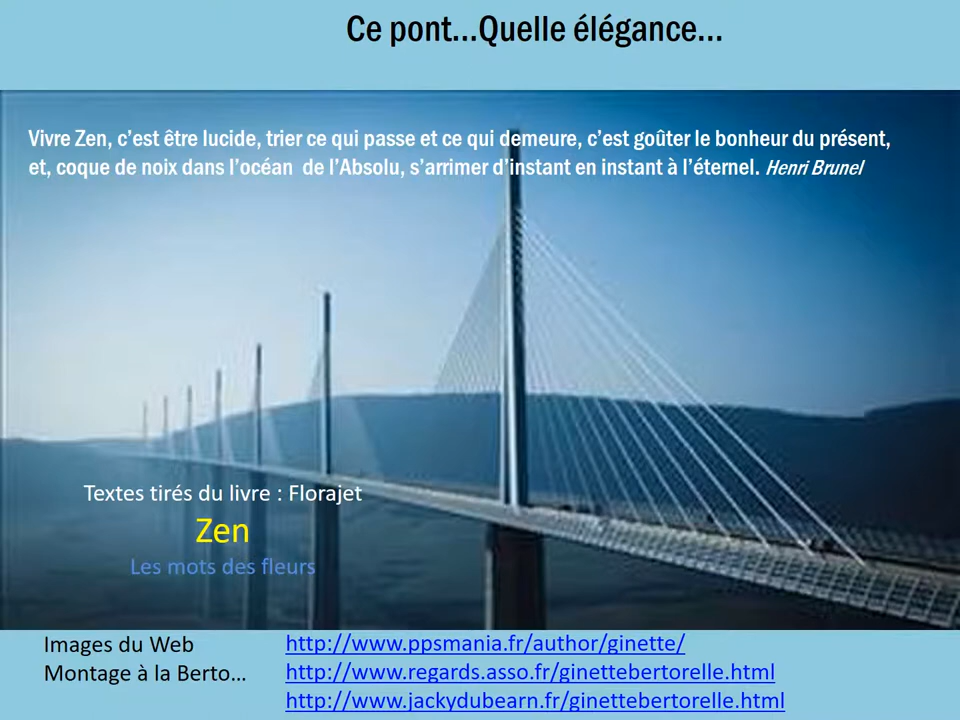 Ce pont...Quelle élégance...
Vivre Zen, c'est être lucide, trier ce qui passe et ce qui demeure, c'est goûter le bonheur du présent,
et, coque de noix dans l'océan de l'Absolu, s'arrimer d'instant en instant à l'éternel. Henri Brunel
Textes tirés du livre : Florajet
Zen
Les mots des fleurs
Images du Web
Montage à la Berto...
http://www.ppsmania.fr/author/ginette/
http://www.regards.asso.fr/ginettebertorelle.html
http://www.jackydubearn.fr/ginettebertorelle.html